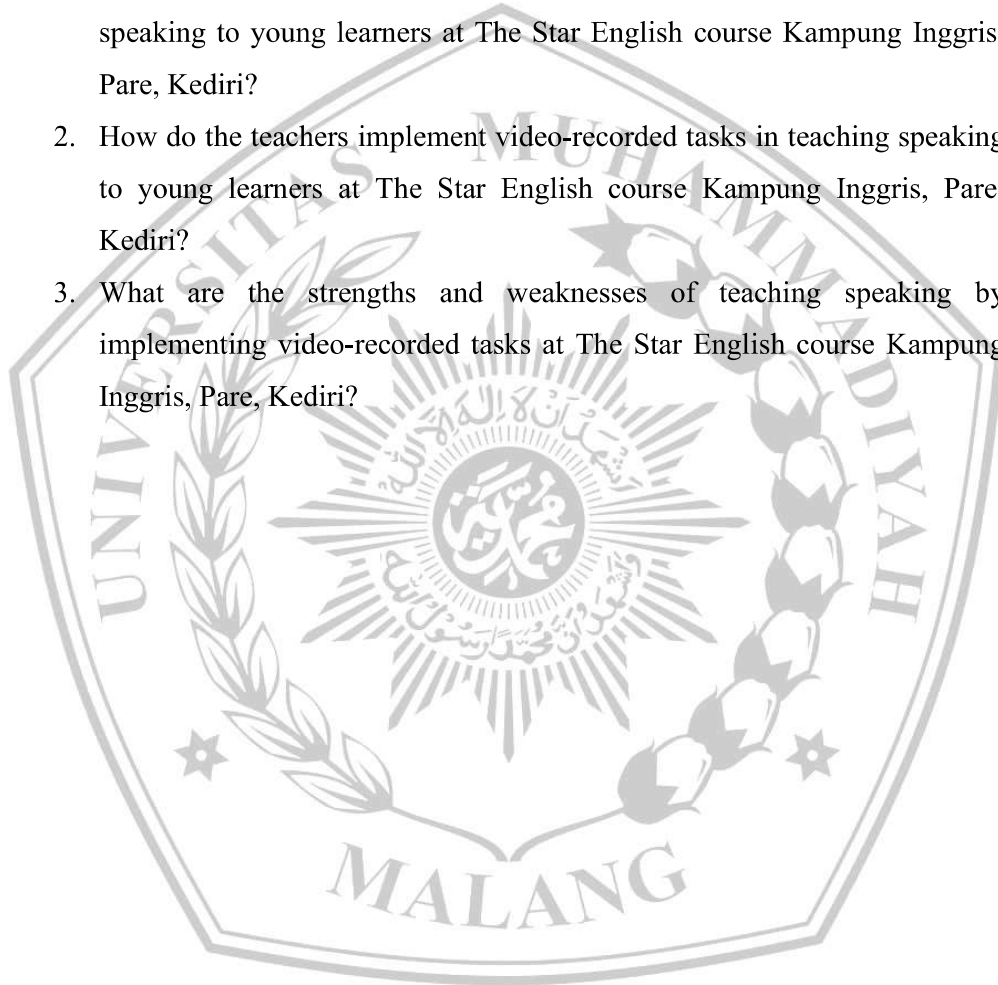 speaking to young learners at The Star English course Kampung Inggris
Pare, Kediri?
2. How do the teachers implement video-recorded tasks in teaching speaking
to young learners at The Star English course Kampung Inggris, Pare
Kediri?
3. What are the strengths and weaknesses of teaching speaking by
implementing video-recorded tasks at The Star English course Kampung
Inggris, Pare, Kediri?
UNIVERSITAS MUHAMMADIYAH
MALANG